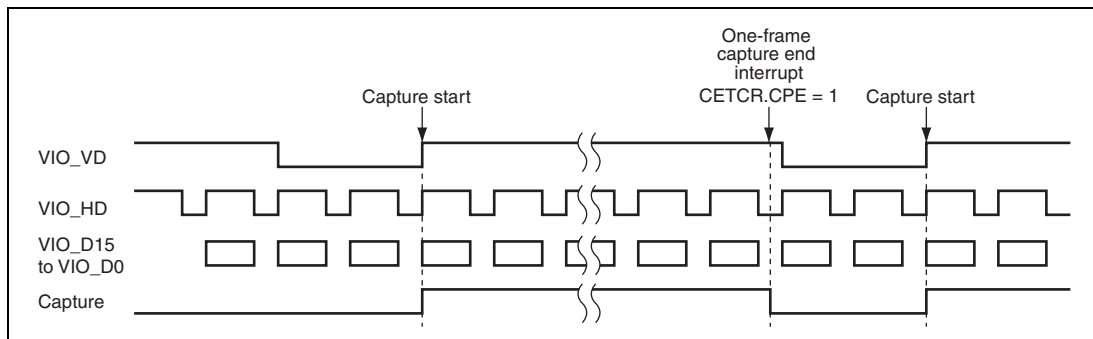 One-frame
capture end
interrupt
CETCR.CPE = 1
Capture start
Capture start
VIO_VD
VIO_HD
VIO_D15
to VIO_D0
Capture